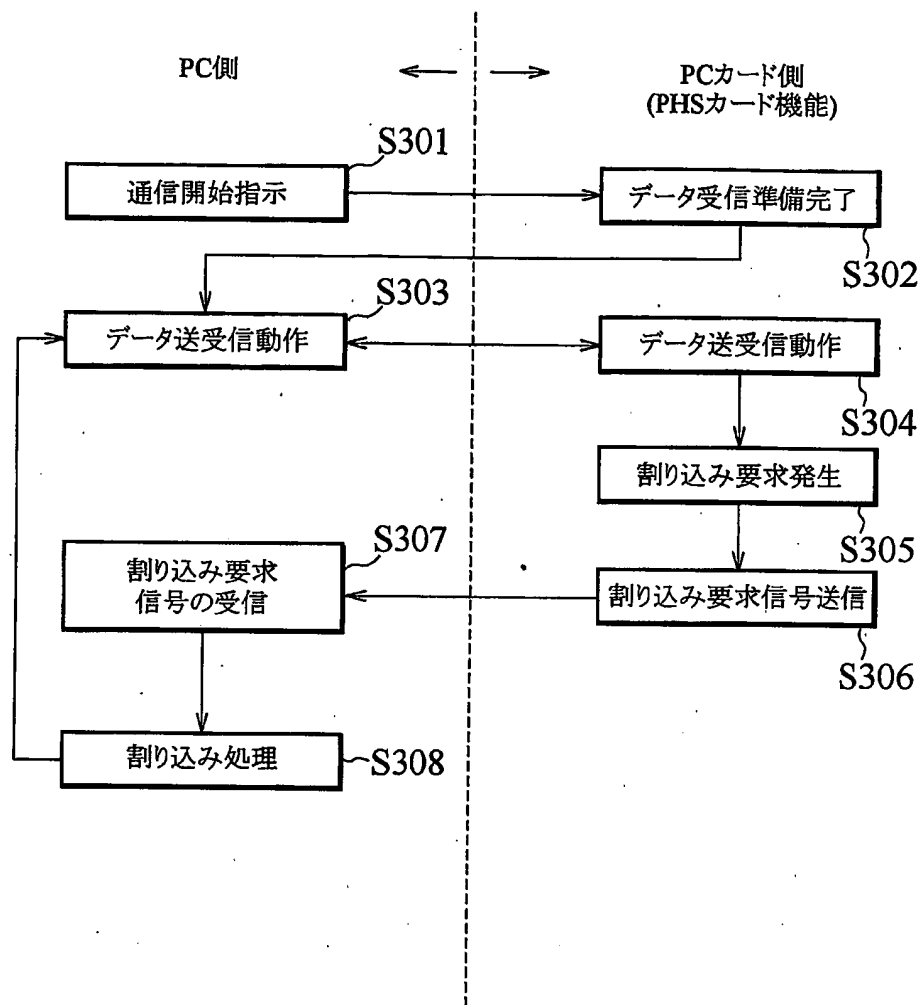 PC側
PCカード側
(PHSカード機能)
S301
通信開始指示
データ受信準備完了
S302
S303
データ送受信動作
データ送受信動作
S304
割り込み要求発生
S305
S307
割り込み要求
信号の受信
割り込み要求信号送信
S306
割り込み処理
S308